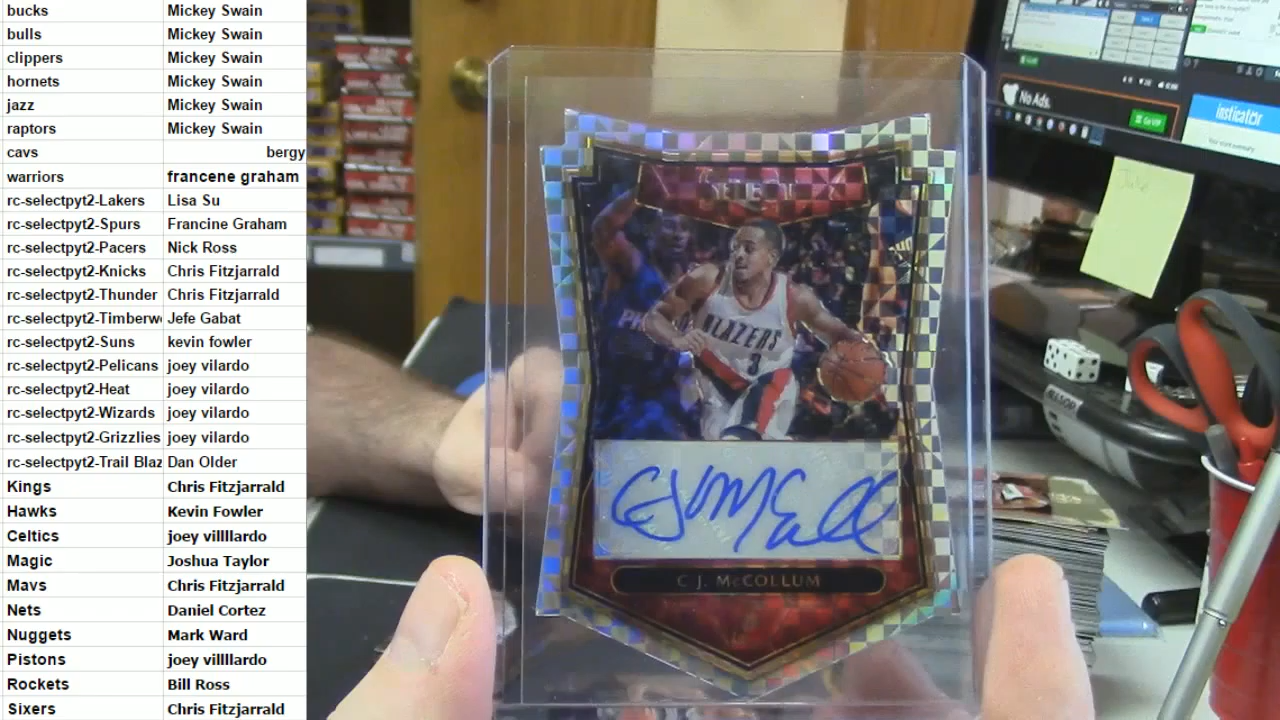 bucks Mickey Swain
bulls Mickey Swain
clippers Mickey Swain
hornets Mickey Swain
jazz Mickey Swain
raptors Mickey Swain
cavs bergy
warriors francene graham
rc-selectpyt2-Lakers Lisa Su
rc-selectpyt2-Spurs Francine Graham
rc-selectpyt2-Pacers Nick Ross
rc-selectpyt2-Knicks Chris Fitzjarrald
rc-selectpyt2-Thunder Chris Fitzjarrald
rc-selectpyt2-Timberw Jefe Gabat
rc-selectpyt2-Suns kevin fowler
rc-selectpyt2-Pelicans joey vilardo
rc-selectpyt2-Heat joey vilardo
rc-selectpyt2-Wizards joey vilardo
rc-selectpyt2-Grizzlies joey vilardo
rc-selectpyt2-Trail Blaz Dan Older
Kings Chris Fitzjarrald
Hawks Kevin Fowler
Celtics joey villllardo
Magic Joshua Taylor
Mavs Chris Fitzjarrald
Nets Daniel Cortez
Nuggets Mark Ward
Pistons joey villllardo
Rockets Bill Ross
Sixers Chris Fitzjarrald
SELECT
BLAZERS
3
CJ McCollum
C J. McCOLLUM
No Ads.
Go VIP
insticator